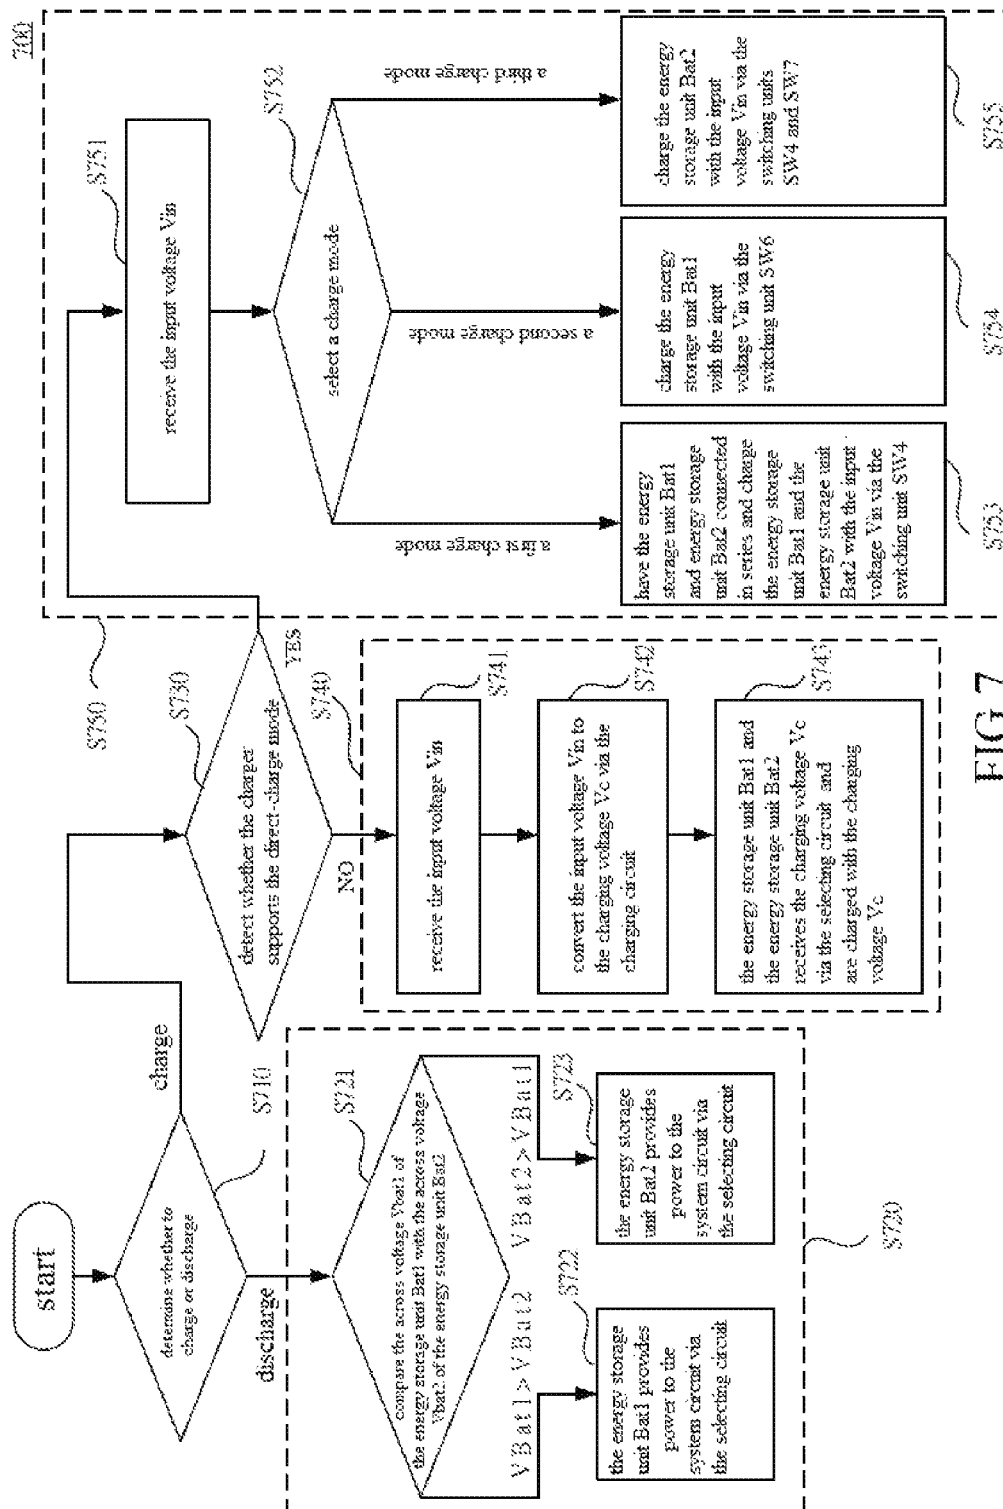 700
start
determine whether to
charge or discharge
S710
charge
discharge
S721
compare the across voltage Vbat1 of
the energy storage unit Bat1 with the across voltage
Vbat2 of the energy storage unit Bat2
VBat1>VBat2
VBat2>VBat1
S722
the energy storage
unit Bat1 provides
power to the
system circuit via
the selecting circuit
S723
the energy storage
unit Bat2 provides
power to the
system circuit via
the selecting circuit
S720
S730
detect whether the charger
supports the direct-charge mode
NO
YES
S740
S741
receive the input voltage Vin
S742
convert the input voltage Vin to
the charging voltage Vc via the
charging circuit
S743
the energy storage unit Bat1 and
the energy storage unit Bat2
receives the charging voltage Vc
via the selecting circuit and
are charged with the charging
voltage Vc
S750
S751
receive the input voltage Vin
S752
select a charge mode
a first charge mode
a second charge mode
a third charge mode
have the energy
storage unit Bat1
and energy storage
unit Bat2 connected
in series and charge
the energy storage
unit Bat1 and the
energy storage unit
Bat2 with the input
voltage Vin via the
switching unit SW4
S753
charge the energy
storage unit Bat1
with the input
voltage Vin via the
switching unit SW6
S754
charge the energy
storage unit Bat2
with the input
voltage Vin via the
switching units
SW4 and SW7
S755
FIG 7